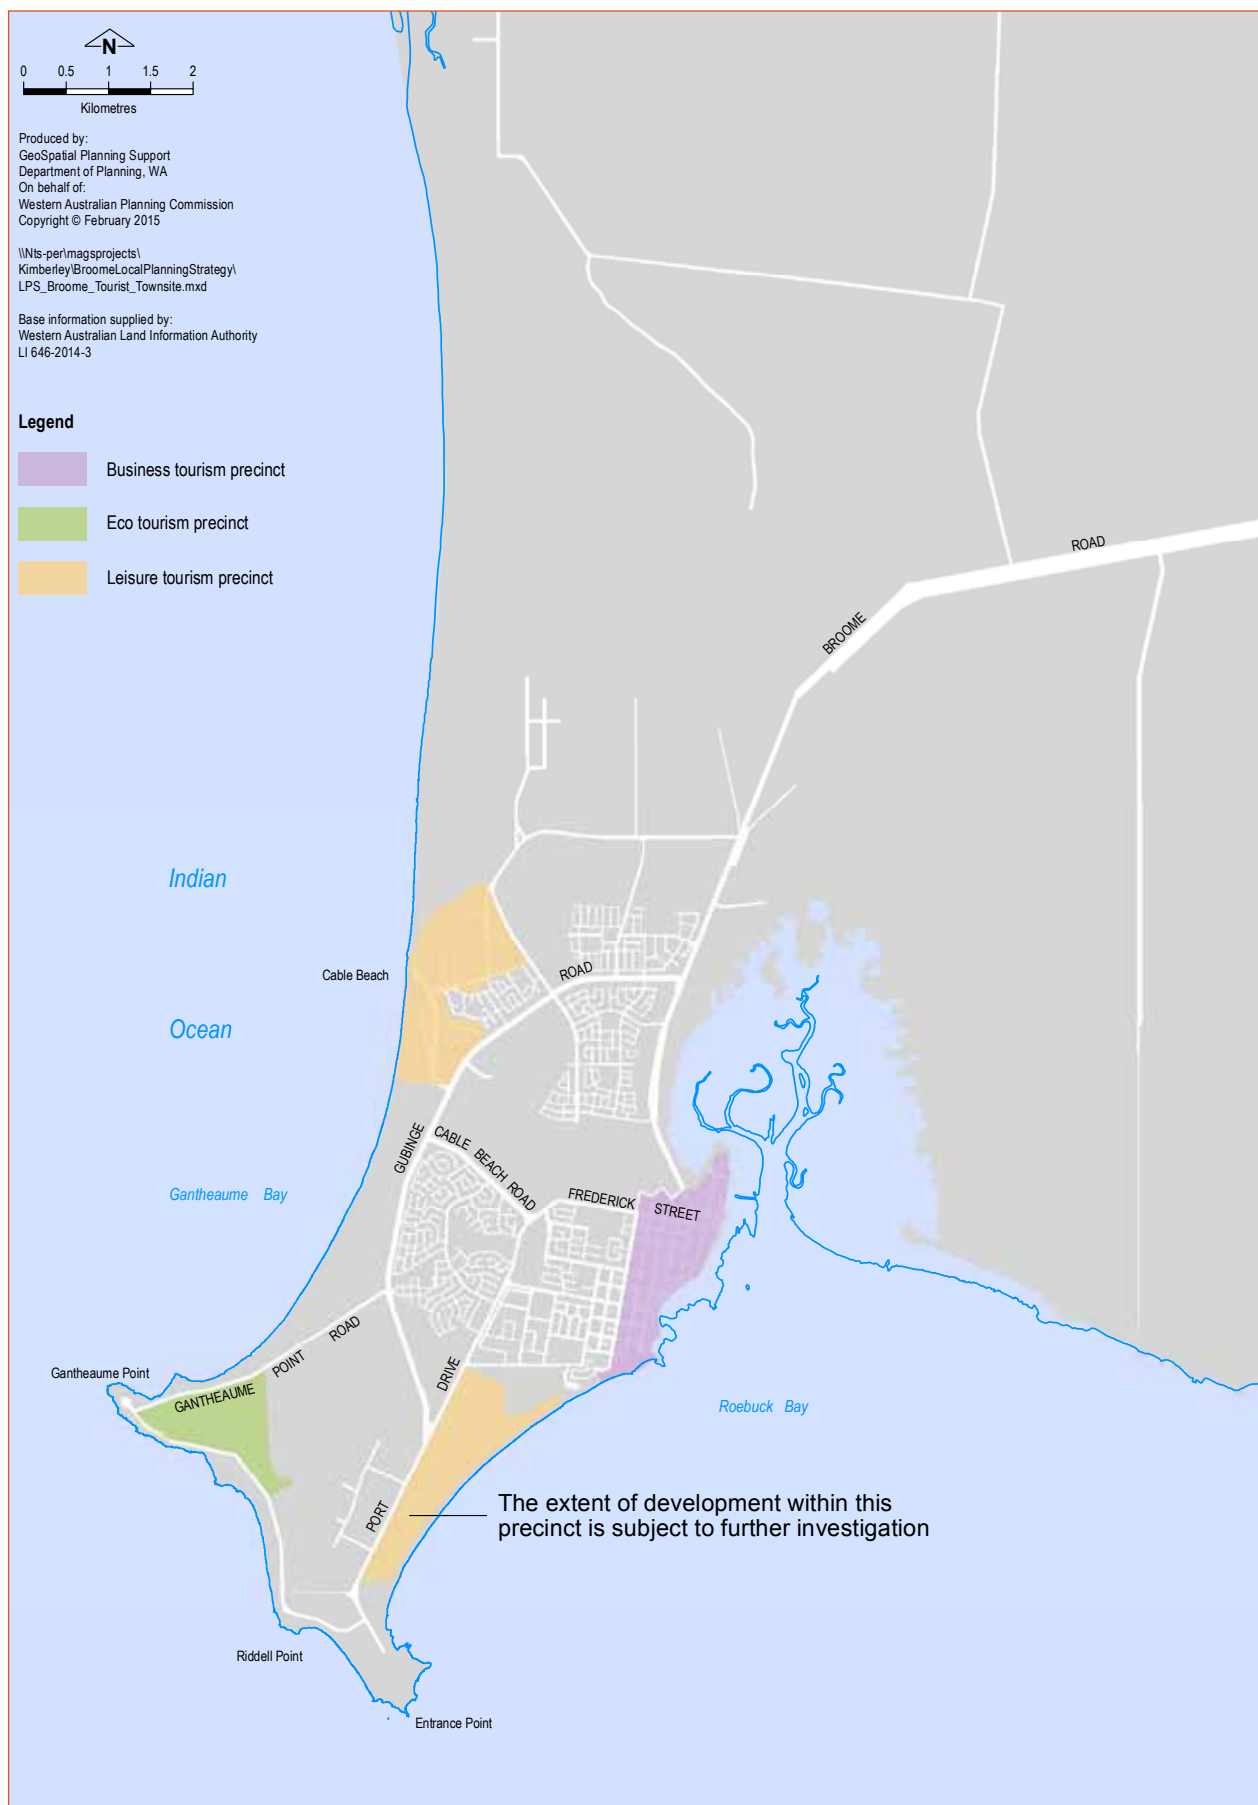 N
0 0.5 1 1.5 2
Kilometres
Produced by:
GeoSpatial Planning Support
Department of Planning, WA
On behalf of:
Western Australian Planning Commission
Copyright © February 2015
\\Nts-per\magsprojects\
Kimberley\BroomeLocalPlanningStrategy\
LPS_Broome_Tourist_Townsite.mxd
Base information supplied by:
Western Australian Land Information Authority
LI 646-2014-3
Legend
Business tourism precinct
Eco tourism precinct
Leisure tourism precinct
BROOME ROAD
Indian
Cable Beach
ROAD
Ocean
GUBINGE
CABLE BEACH ROAD
Gantheaume Bay
FREDERICK STREET
Gantheaume Point
GANTHEAUME POINT ROAD
DRIVE
Roebuck Bay
PORT
The extent of development within this
precinct is subject to further investigation
Riddell Point
Entrance Point